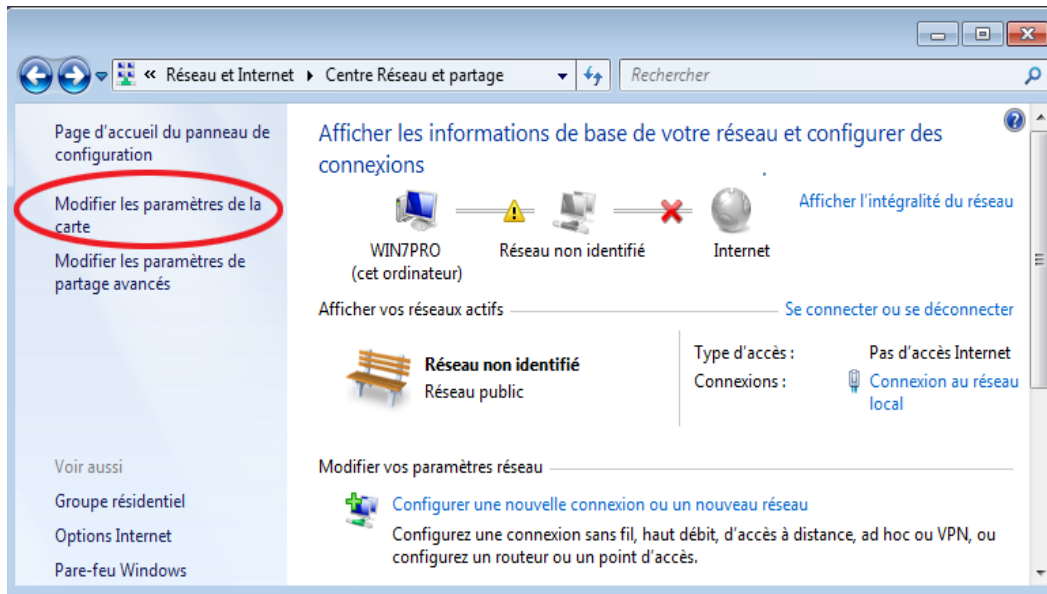 « Réseau et Internet ▸ Centre Réseau et partage
Rechercher
Page d'accueil du panneau de
configuration
Modifier les paramètres de la
carte
Modifier les paramètres de
partage avancés
Voir aussi
Groupe résidentiel
Options Internet
Pare-feu Windows
Afficher les informations de base de votre réseau et configurer des
connexions
Afficher l'intégralité du réseau
WIN7PRO
(cet ordinateur)
Réseau non identifié
Internet
Afficher vos réseaux actifs
Se connecter ou se déconnecter
Réseau non identifié
Réseau public
Type d'accès :
Pas d'accès Internet
Connexions :
Connexion au réseau
local
Modifier vos paramètres réseau
Configurer une nouvelle connexion ou un nouveau réseau
Configurez une connexion sans fil, haut débit, d'accès à distance, ad hoc ou VPN, ou
configurez un routeur ou un point d'accès.